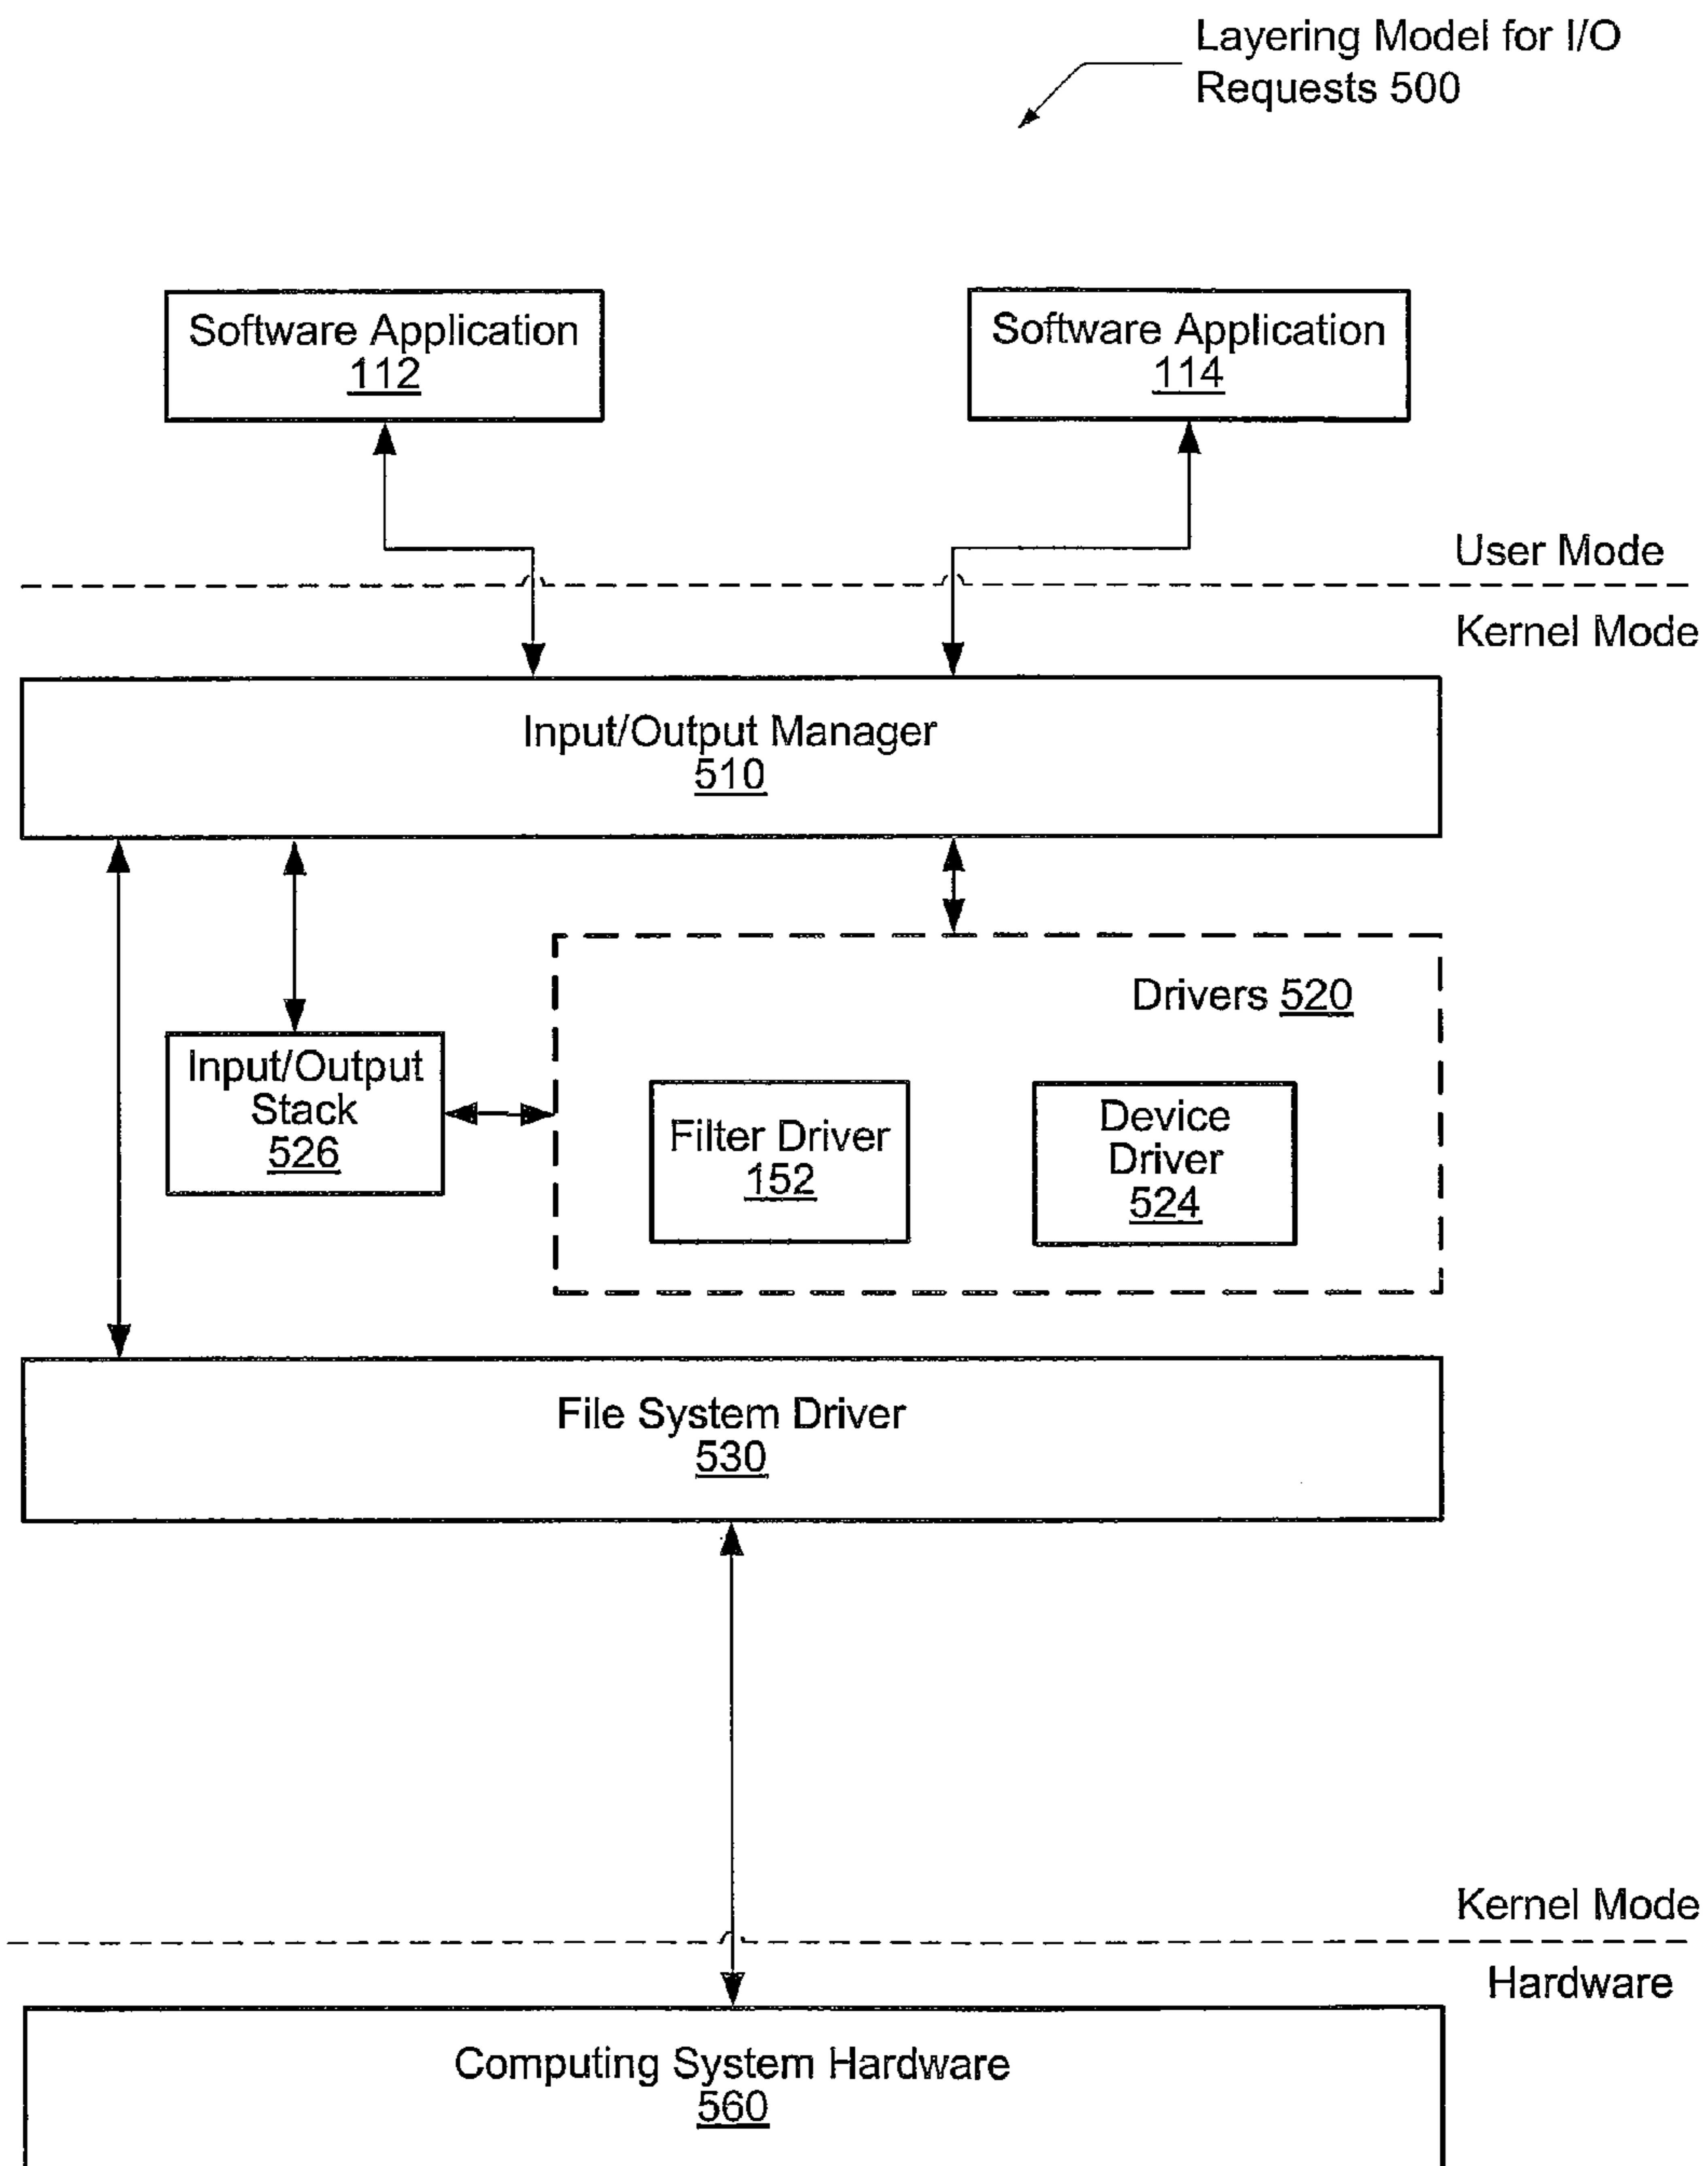 Layering Model for I/O
Requests 500
Software Application
112
Software Application
114
User Mode
Kernel Mode
Input/Output Manager
510
Drivers 520
Input/Output
Stack
526
Filter Driver
152
Device
Driver
524
File System Driver
530
Kernel Mode
Hardware
Computing System Hardware
560